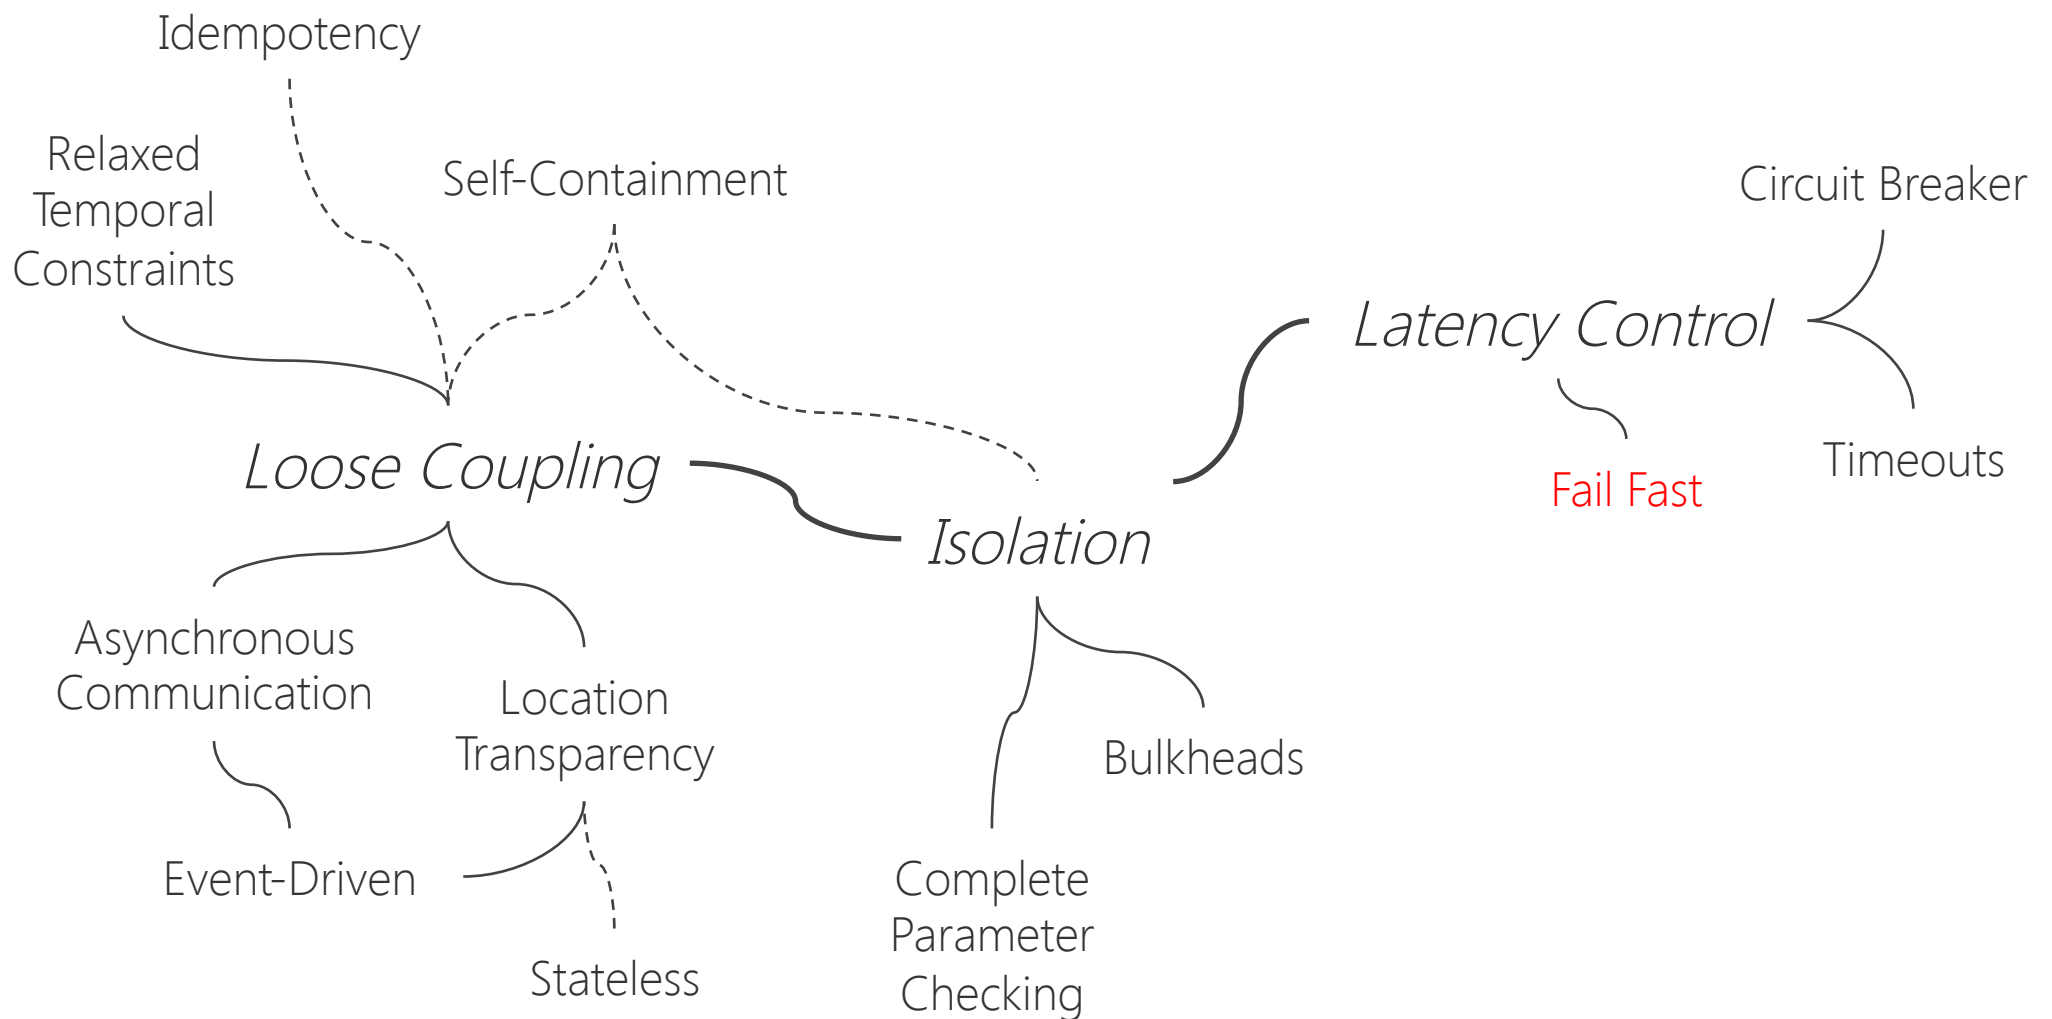 Idempotency
Relaxed
Temporal
Constraints
Self-Containment
Circuit Breaker
Latency Control
Loose Coupling
Timeouts
Fail Fast
Isolation
Asynchronous
Communication
Location
Transparency
Bulkheads
Event-Driven
Complete
Parameter
Checking
Stateless